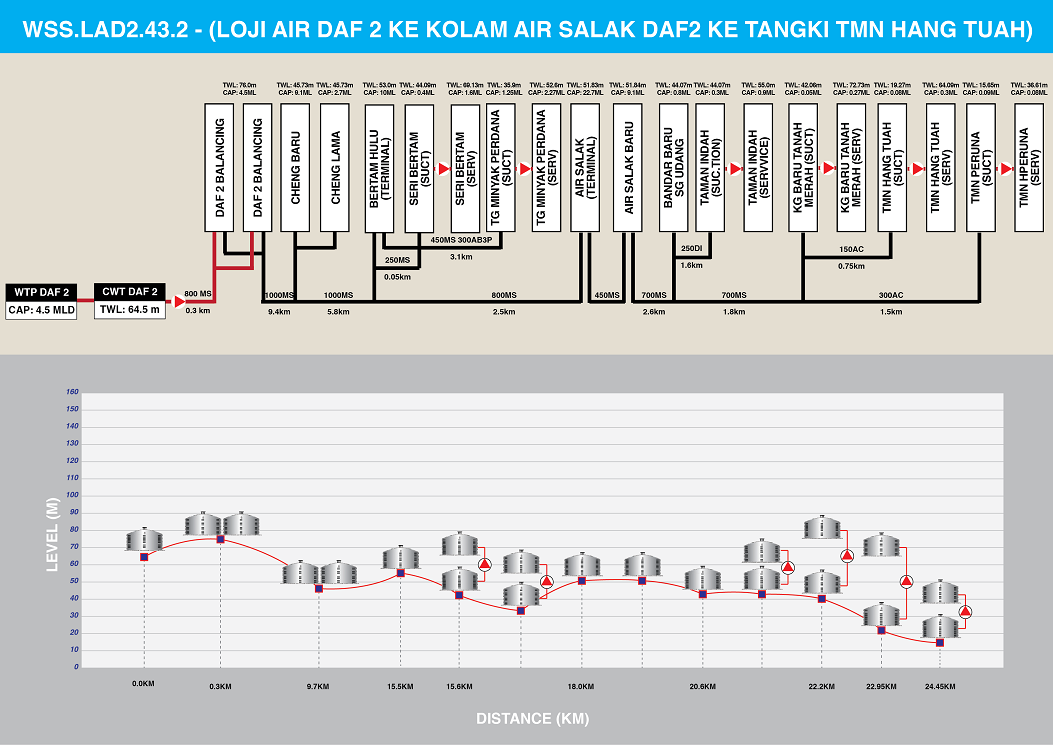 WSS.LAD2.43.2 - (LOJI AIR DAF 2 KE KOLAM AIR SALAK DAF2 KE TANGKI TMN HANG TUAH)
TWL: 76.0m
CAP: 4.5ML
TWL: 45.73m
CAP: 9.1ML
TWL: 45.73m
CAP: 2.7ML
TWL: 53.0m
CAP: 10ML
TWL: 44.09m
CAP: 0.4ML
TWL: 69.13m
CAP: 1.6ML
TWL: 35.9m
CAP: 1.25ML
TWL: 52.6m
CAP: 2.27ML
TWL: 51.83m
CAP: 22.7ML
TWL: 51.84m
CAP: 9.1ML
TWL: 44.07m
CAP: 0.8ML
TWL: 44.07m
CAP: 0.3ML
TWL: 55.0m
CAP: 0.9ML
TWL: 42.06m
CAP: 0.05ML
TWL: 72.73m
CAP: 0.27ML
TWL: 19.27m
CAP: 0.08ML
TWL: 64.09m
CAP: 0.3ML
TWL: 15.65m
CAP: 0.09ML
TWL: 36.61m
CAP: 0.08ML
DAF 2 BALANCING
DAF 2 BALANCING
CHENG BARU
CHENG LAMA
BERTAM HULU
(TERMINAL)
SERI BERTAM
(SUCT)
SERI BERTAM
(SERV)
TG MINYAK PERDANA
(SUCT)
TG MINYAK PERDANA
(SERV)
AIR SALAK
(TERMINAL)
AIR SALAK BARU
BANDAR BARU
SG UDANG
TAMAN INDAH
(SUC.TION)
TAMAN INDAH
(SERVVICE)
KG BARU TANAH
MERAH (SUCT)
KG BARU TANAH
MERAH (SERV)
TMN HANG TUAH
(SUCT)
TMN HANG TUAH
(SERV)
TMN PERUNA
(SUCT)
TMN HPERUNA
(SERV)
450MS 300AB3P
3.1km
250MS
0.05km
250DI
1.6km
150AC
0.75km
WTP DAF 2
CAP: 4.5 MLD
CWT DAF 2
TWL: 64.5 m
800 MS
0.3 km
1000MS
9.4km
1000MS
5.8km
800MS
2.5km
450MS
700MS
2.6km
700MS
1.8km
300AC
1.5km
LEVEL (M)
160
150
140
130
120
110
100
90
80
70
60
50
40
30
20
10
0
0.0KM
0.3KM
9.7KM
15.5KM
15.6KM
18.0KM
20.6KM
22.2KM
22.95KM
24.45KM
DISTANCE (KM)